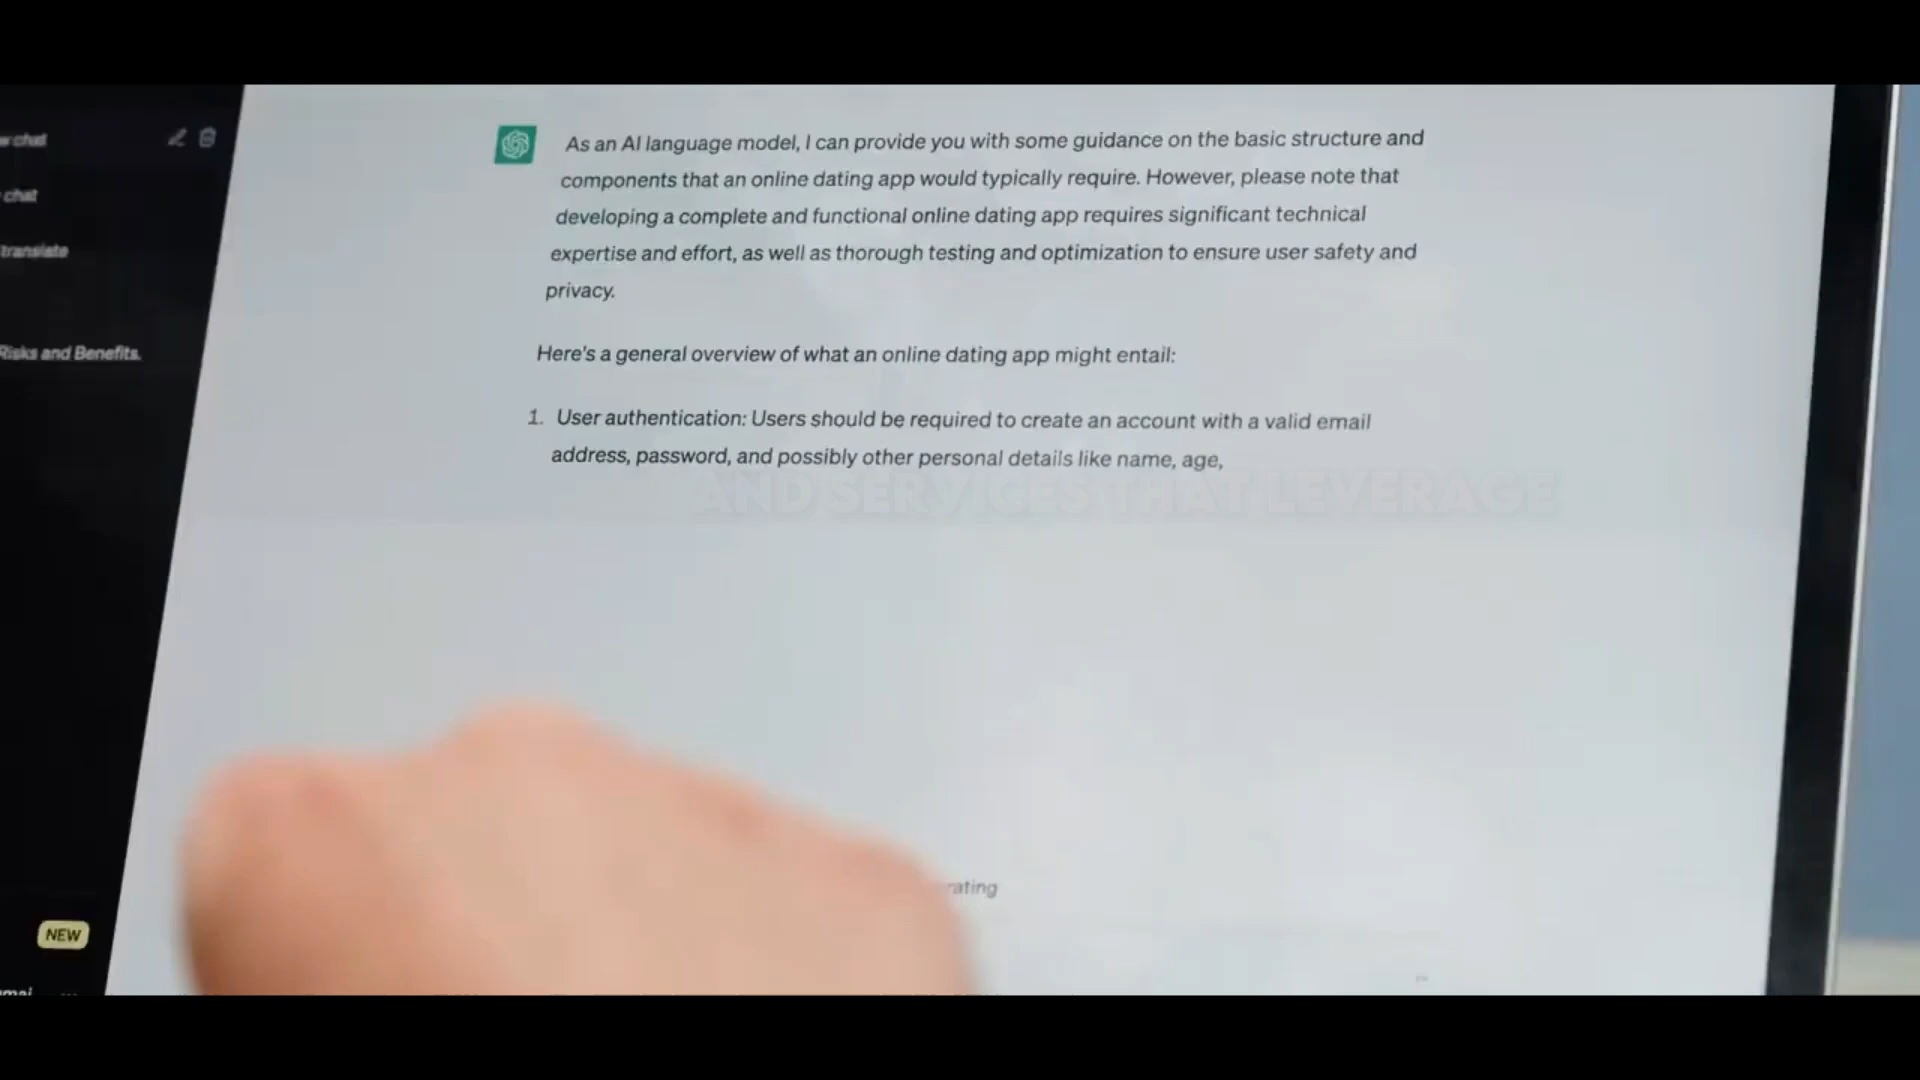 w chat
As an AI language model, I can provide you with some guidance on the basic structure and
chat
components that an online dating app would typically require. However, please note that
developing a complete and functional online dating app requires significant technical
translate
expertise and effort, as well as thorough testing and optimization to ensure user safety and
privacy.
Risks and Benefits.
Here's a general overview of what an online dating app might entail:
1. User authentication: Users should be required to create an account with a valid email
address, password, and possibly other personal details like name, age,
AND SERVICES THAT LEVERAGE
rating
NEW